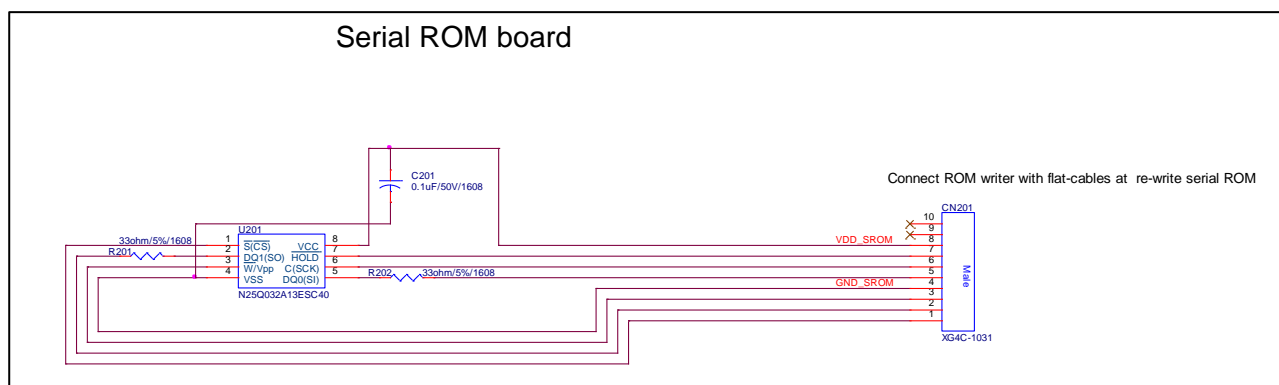 Serial ROM board
C201
0.1uF/50V/1608
Connect ROM writer with flat-cables at re-write serial ROM
CN201
10
9
8
7
6
5
4
3
2
1
Male
XG4C-1031
VDD_SROM
GND_SROM
U201
33ohm/5%/1608
R201
1
2
3
4
S(CS)
DQ1(SO)
W/Vpp
VSS
VCC
HOLD
C(SCK)
DQ0(SI)
8
7
6
5
N25Q032A13ESC40
R202
33ohm/5%/1608